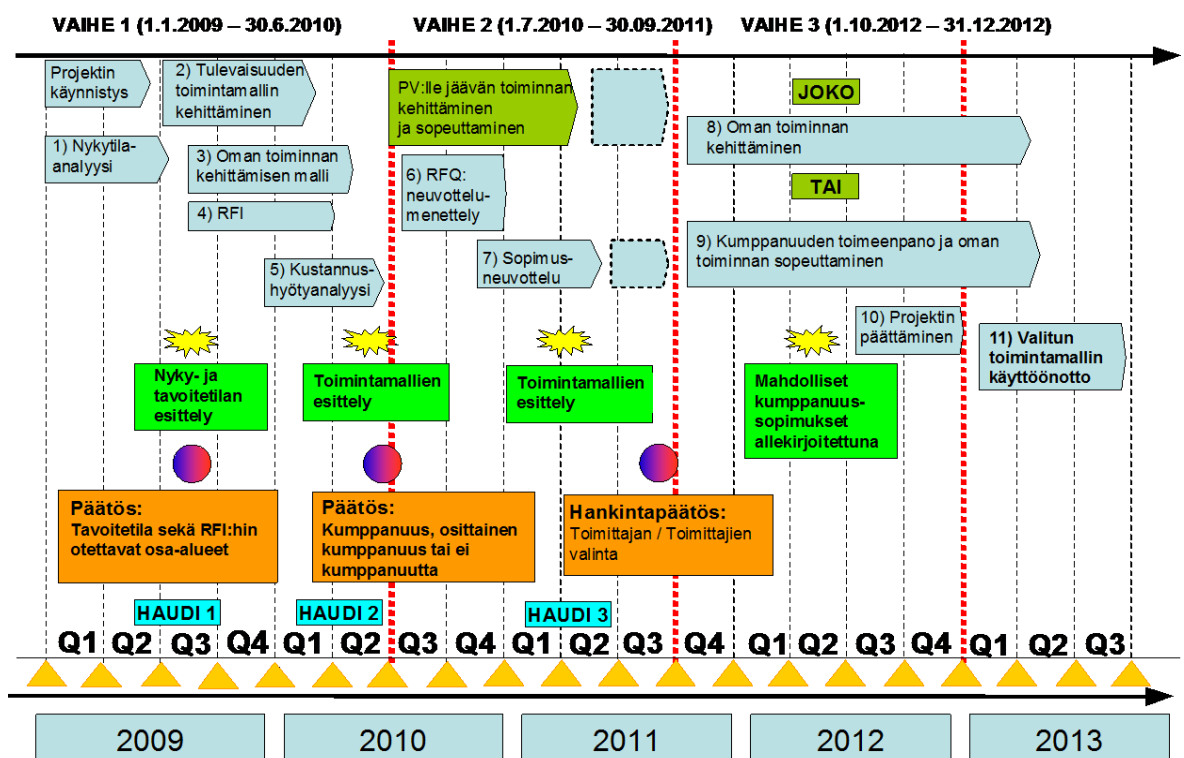 VAIHE 1 (1.1.2009 – 30.6.2010)
VAIHE 2 (1.7.2010 – 30.09.2011)
VAIHE 3 (1.10.2012 – 31.12.2012)
Projektin
käynnistys
2) Tulevaisuuden
toimintamallin
kehittäminen
PV:lle jäävän toiminnan
kehittäminen
ja sopeuttaminen
JOKO
1) Nykytila-
analyysi
3) Oman toiminnan
kehittämisen malli
4) RFI
5) Kustannus-
hyötyanalyysi
6) RFQ:
neuvottelu-
menettely
7) Sopimus-
neuvottelu
8) Oman toiminnan
kehittäminen
TAI
9) Kumppanuuden toimeenpano ja oman
toiminnan sopeuttaminen
10) Projektin
päättäminen
11) Valitun
toimintamallin
käyttöönotto
Nyky- ja
tavoitetilan
esittely
Toimintamallien
esittely
Toimintamallien
esittely
Mahdolliset
kumppanuus-
sopimukset
allekirjoitettuna
Päätös:
Tavoitetila sekä RFI:hin
otettavat osa-alueet
Päätös:
Kumppanuus, osittainen
kumppanuus tai ei
kumppanuutta
Hankintapäätös:
Toimittajan / Toimittajien
valinta
HAUDI 1
HAUDI 2
HAUDI 3
Q1 Q2 Q3 Q4 Q1 Q2 Q3 Q4 Q1 Q2 Q3 Q4 Q1 Q2 Q3 Q4 Q1 Q2 Q3
2009 2010 2011 2012 2013